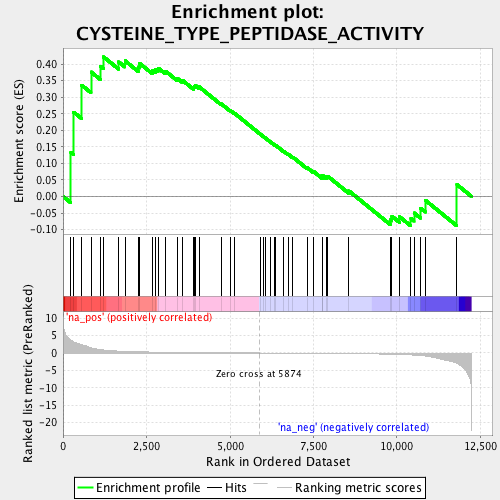 Enrichment plot:
CYSTEINE_TYPE_PEPTIDASE_ACTIVITY
Enrichment score (ES)
0.40
0.35
0.30
0.25
0.20
0.15
0.10
0.05
0.00
-0.05
-0.10
Ranked list metric (PreRanked)
10
5
0
-5
-10
-15
-20
'na_pos' (positively correlated)
Zero cross at 5874
'na_neg' (negatively correlated)
0 2,500 5,000 7,500 10,000 12,500
Rank in Ordered Dataset
Enrichment profile Hits Ranking metric scores